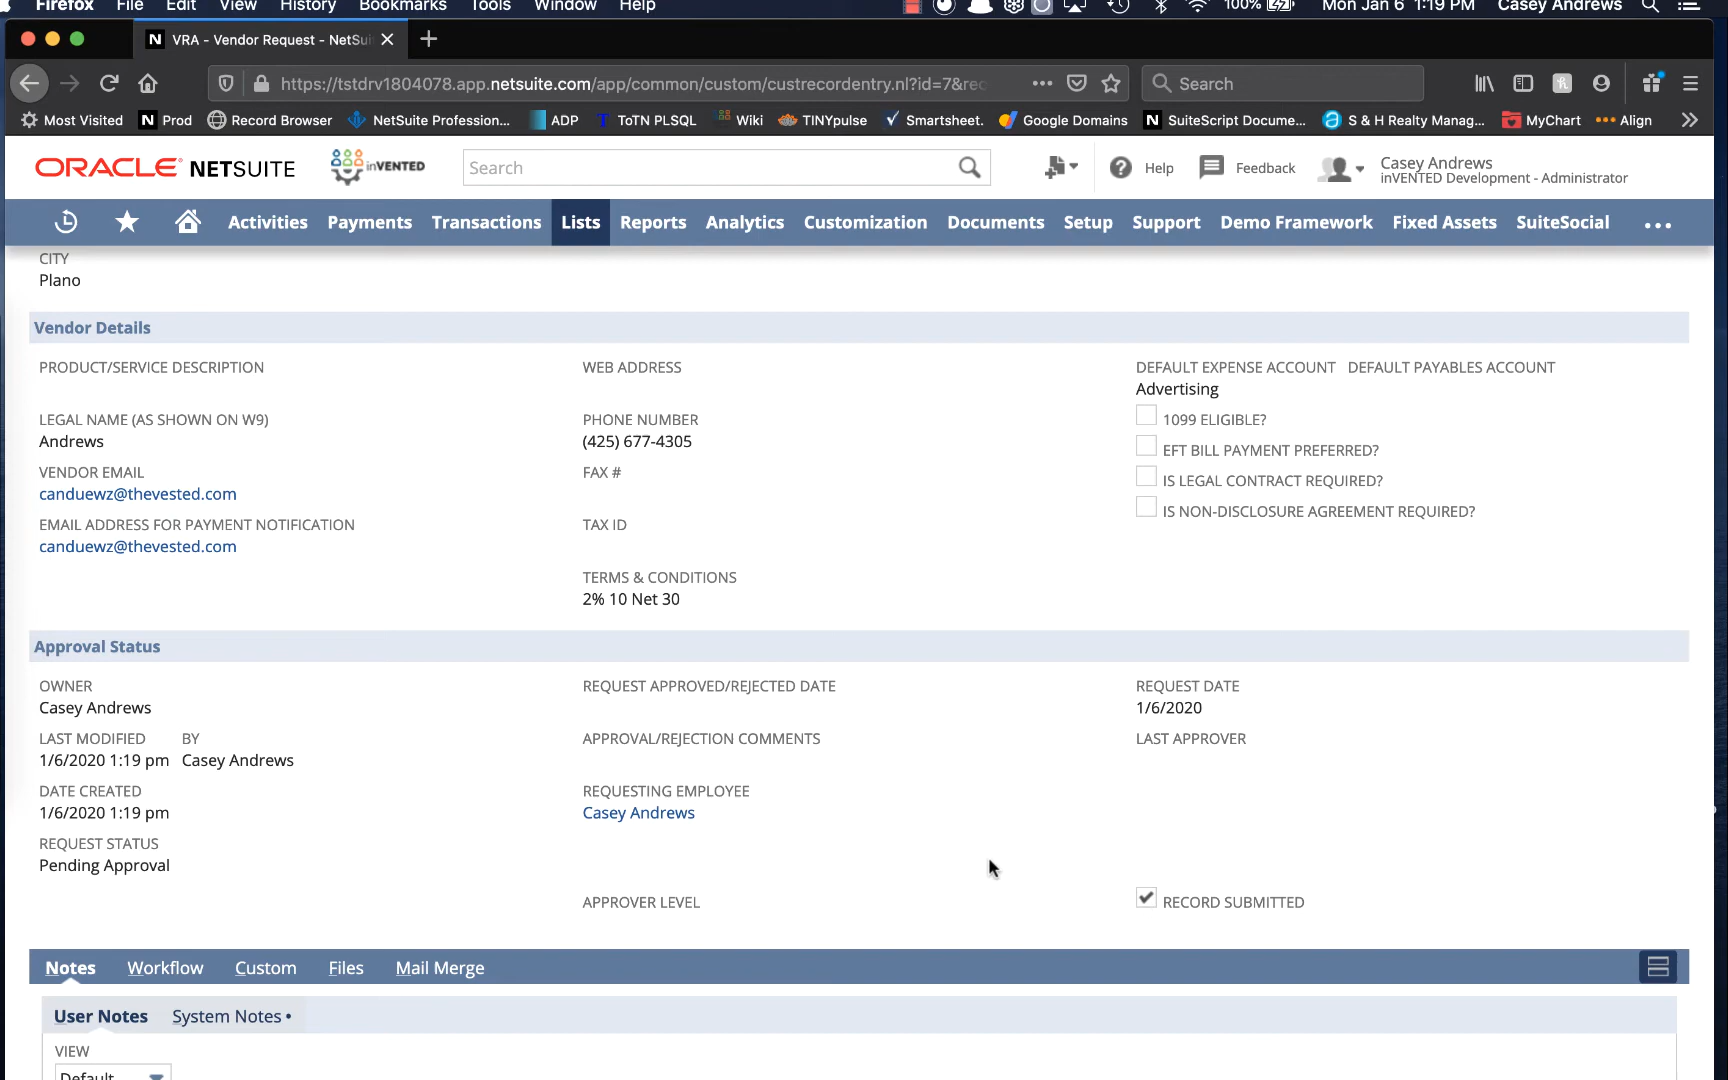 Firefox File Edit View History Bookmarks Tools Window Help 100% Mon Jan 6 1:19 PM Casey Andrews
N VRA - Vendor Request - NetSui
https://tstdrv1804078.app.netsuite.com/app/common/custom/custrecordentry.nl?id=7&rec Search
Most Visited N Prod Record Browser NetSuite Profession... ADP T ToTN PLSQL Wiki TINYpulse Smartsheet. Google Domains N SuiteScript Docume... S & H Realty Manag... MyChart Align
ORACLE NETSUITE inVENTED Search Help Feedback Casey Andrews
inVENTED Development - Administrator
Activities Payments Transactions Lists Reports Analytics Customization Documents Setup Support Demo Framework Fixed Assets SuiteSocial ...
CITY
Plano
Vendor Details
PRODUCT/SERVICE DESCRIPTION WEB ADDRESS DEFAULT EXPENSE ACCOUNT DEFAULT PAYABLES ACCOUNT
Advertising
LEGAL NAME (AS SHOWN ON W9) PHONE NUMBER 1099 ELIGIBLE?
Andrews (425) 677-4305
EFT BILL PAYMENT PREFERRED?
VENDOR EMAIL FAX # IS LEGAL CONTRACT REQUIRED?
canduewz@thevested.com
IS NON-DISCLOSURE AGREEMENT REQUIRED?
EMAIL ADDRESS FOR PAYMENT NOTIFICATION TAX ID
canduewz@thevested.com
TERMS & CONDITIONS
2% 10 Net 30
Approval Status
OWNER REQUEST APPROVED/REJECTED DATE REQUEST DATE
Casey Andrews 1/6/2020
LAST MODIFIED BY APPROVAL/REJECTION COMMENTS LAST APPROVER
1/6/2020 1:19 pm Casey Andrews
DATE CREATED REQUESTING EMPLOYEE
1/6/2020 1:19 pm Casey Andrews
REQUEST STATUS
Pending Approval
APPROVER LEVEL RECORD SUBMITTED
Notes Workflow Custom Files Mail Merge
User Notes System Notes •
VIEW
Default